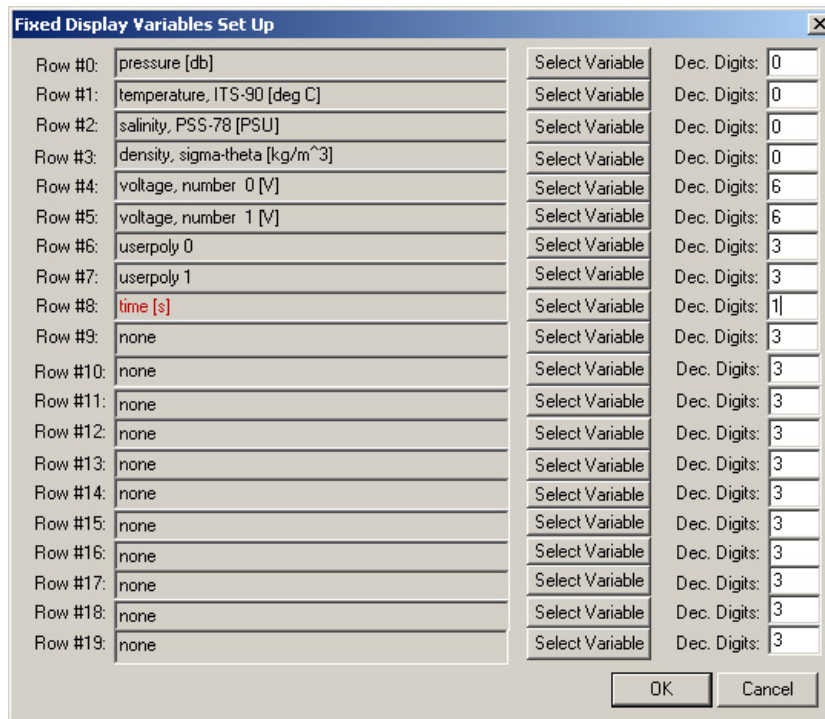 Fixed Display Variables Set Up
Row #0: pressure [db] Select Variable Dec. Digits: 0
Row #1: temperature, ITS-90 [deg C] Select Variable Dec. Digits: 0
Row #2: salinity, PSS-78 [PSU] Select Variable Dec. Digits: 0
Row #3: density, sigma-theta [kg/m^3] Select Variable Dec. Digits: 0
Row #4: voltage, number 0 [V] Select Variable Dec. Digits: 6
Row #5: voltage, number 1 [V] Select Variable Dec. Digits: 6
Row #6: userpoly 0 Select Variable Dec. Digits: 3
Row #7: userpoly 1 Select Variable Dec. Digits: 3
Row #8: time [s] Select Variable Dec. Digits: 1
Row #9: none Select Variable Dec. Digits: 3
Row #10: none Select Variable Dec. Digits: 3
Row #11: none Select Variable Dec. Digits: 3
Row #12: none Select Variable Dec. Digits: 3
Row #13: none Select Variable Dec. Digits: 3
Row #14: none Select Variable Dec. Digits: 3
Row #15: none Select Variable Dec. Digits: 3
Row #16: none Select Variable Dec. Digits: 3
Row #17: none Select Variable Dec. Digits: 3
Row #18: none Select Variable Dec. Digits: 3
Row #19: none Select Variable Dec. Digits: 3
OK Cancel